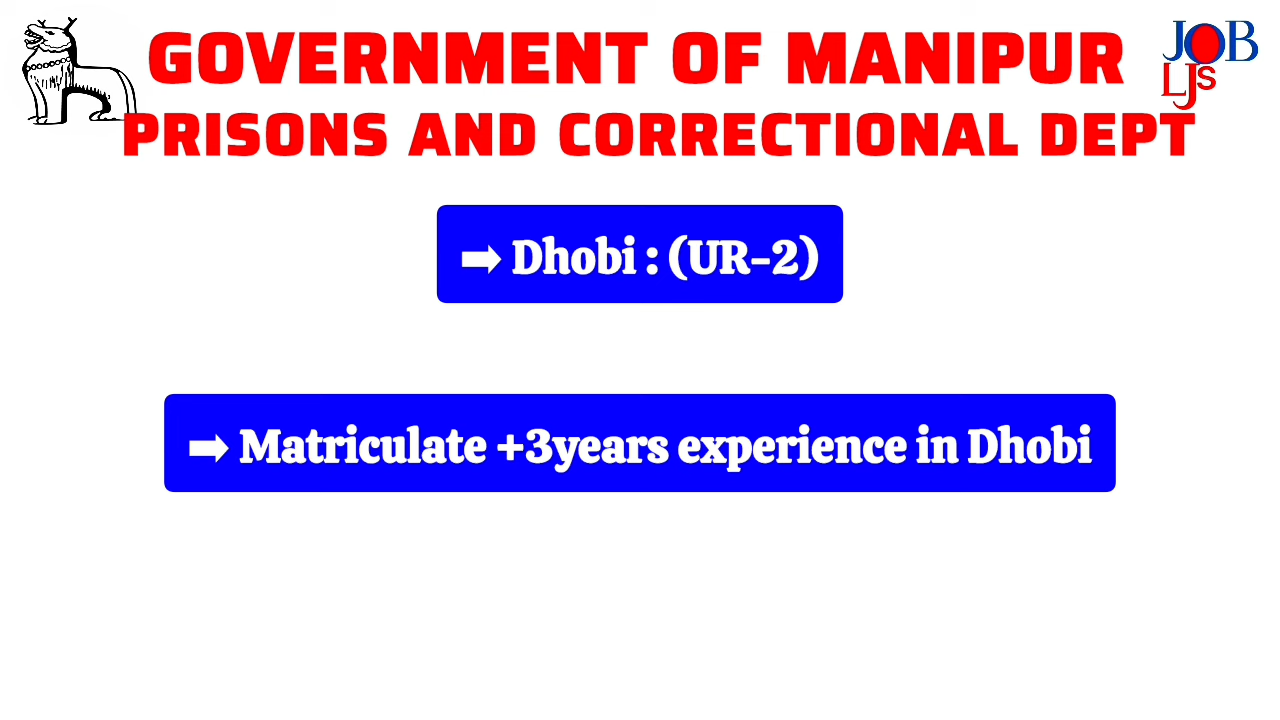 GOVERNMENT OF MANIPUR
PRISONS AND CORRECTIONAL DEPT
JOB
LJS
➡ Dhobi : (UR-2)
➡ Matriculate +3years experience in Dhobi